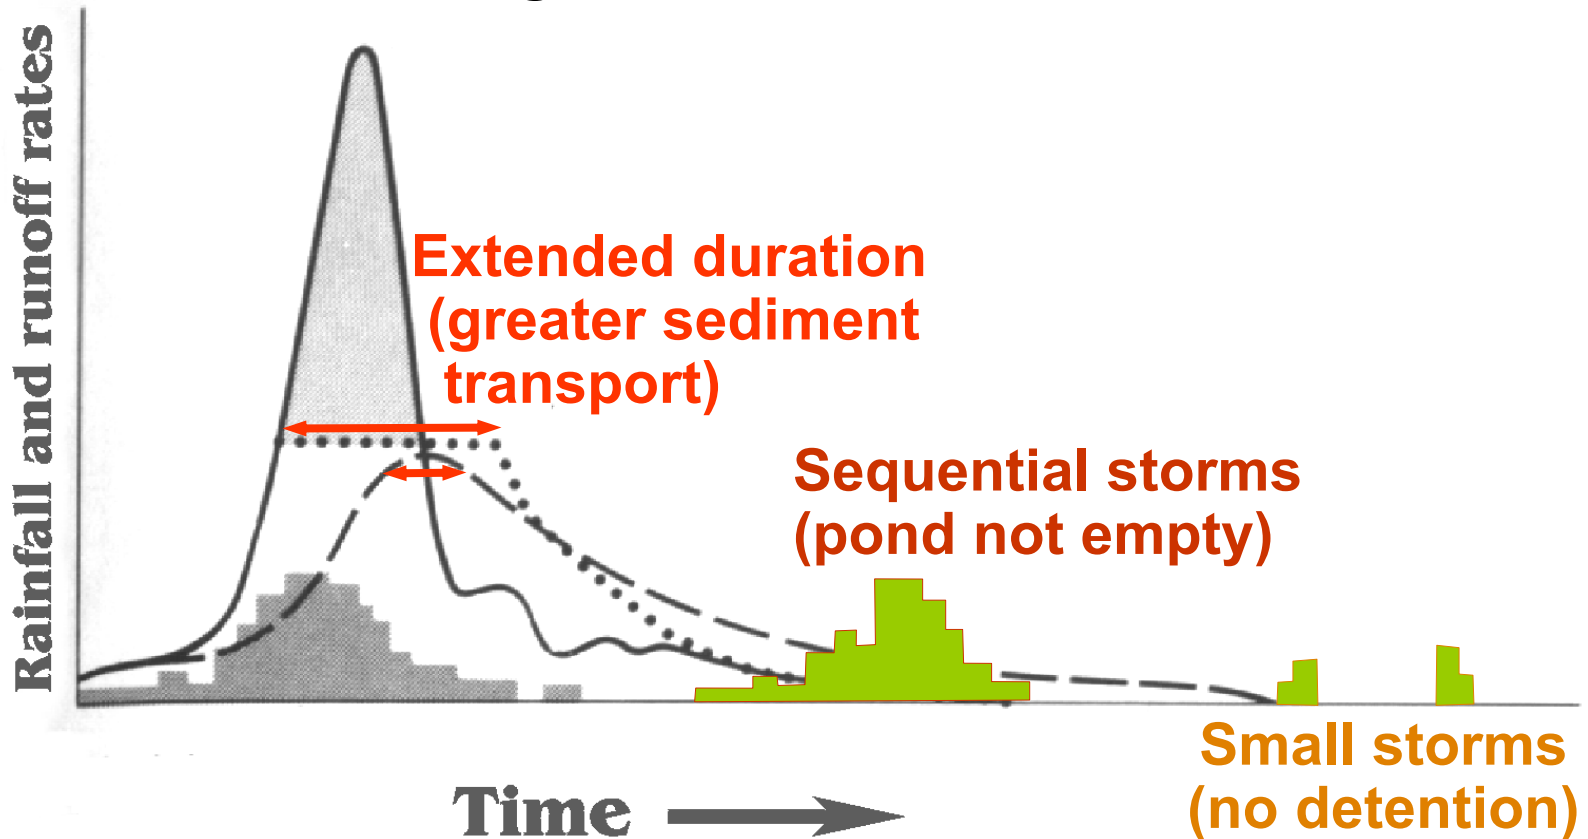 Rainfall and runoff rates
Extended duration
(greater sediment
transport)
Sequential storms
(pond not empty)
Small storms
(no detention)
Time